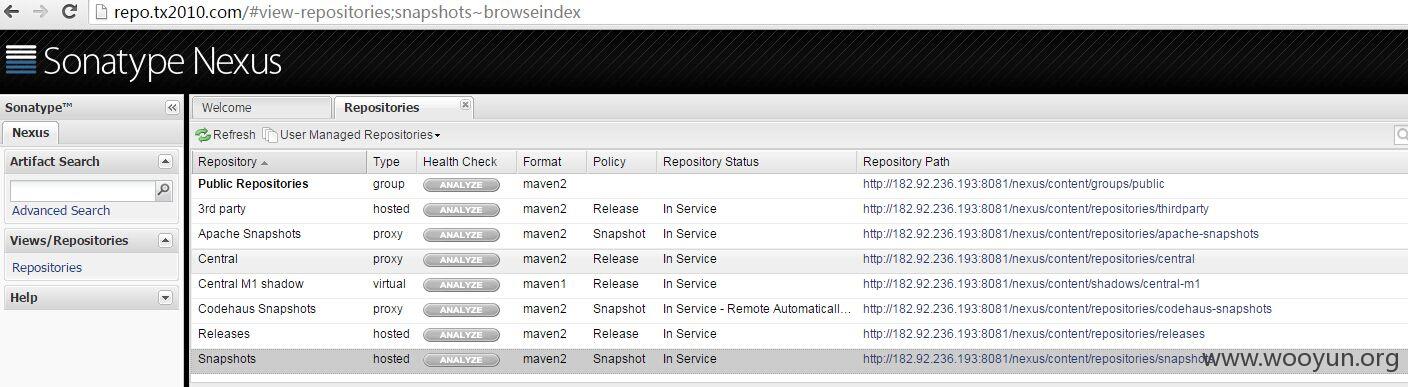 repo.tx2010.com/#view-repositories;snapshots~browseindex
Sonatype Nexus
Sonatype™
Nexus
Artifact Search
Advanced Search
Views/Repositories
Repositories
Help
Welcome Repositories
Refresh User Managed Repositories
Repository Type Health Check Format Policy Repository Status Repository Path
Public Repositories group ANALYZE maven2 http://182.92.236.193:8081/nexus/content/groups/public
3rd party hosted ANALYZE maven2 Release In Service http://182.92.236.193:8081/nexus/content/repositories/thirdparty
Apache Snapshots proxy ANALYZE maven2 Snapshot In Service http://182.92.236.193:8081/nexus/content/repositories/apache-snapshots
Central proxy ANALYZE maven2 Release In Service http://182.92.236.193:8081/nexus/content/repositories/central
Central M1 shadow virtual ANALYZE maven1 Release In Service http://182.92.236.193:8081/nexus/content/shadows/central-m1
Codehaus Snapshots proxy ANALYZE maven2 Snapshot In Service - Remote Automaticall... http://182.92.236.193:8081/nexus/content/repositories/codehaus-snapshots
Releases hosted ANALYZE maven2 Release In Service http://182.92.236.193:8081/nexus/content/repositories/releases
Snapshots hosted ANALYZE maven2 Snapshot In Service http://182.92.236.193:8081/nexus/content/repositories/snapshots
www.wooyun.org